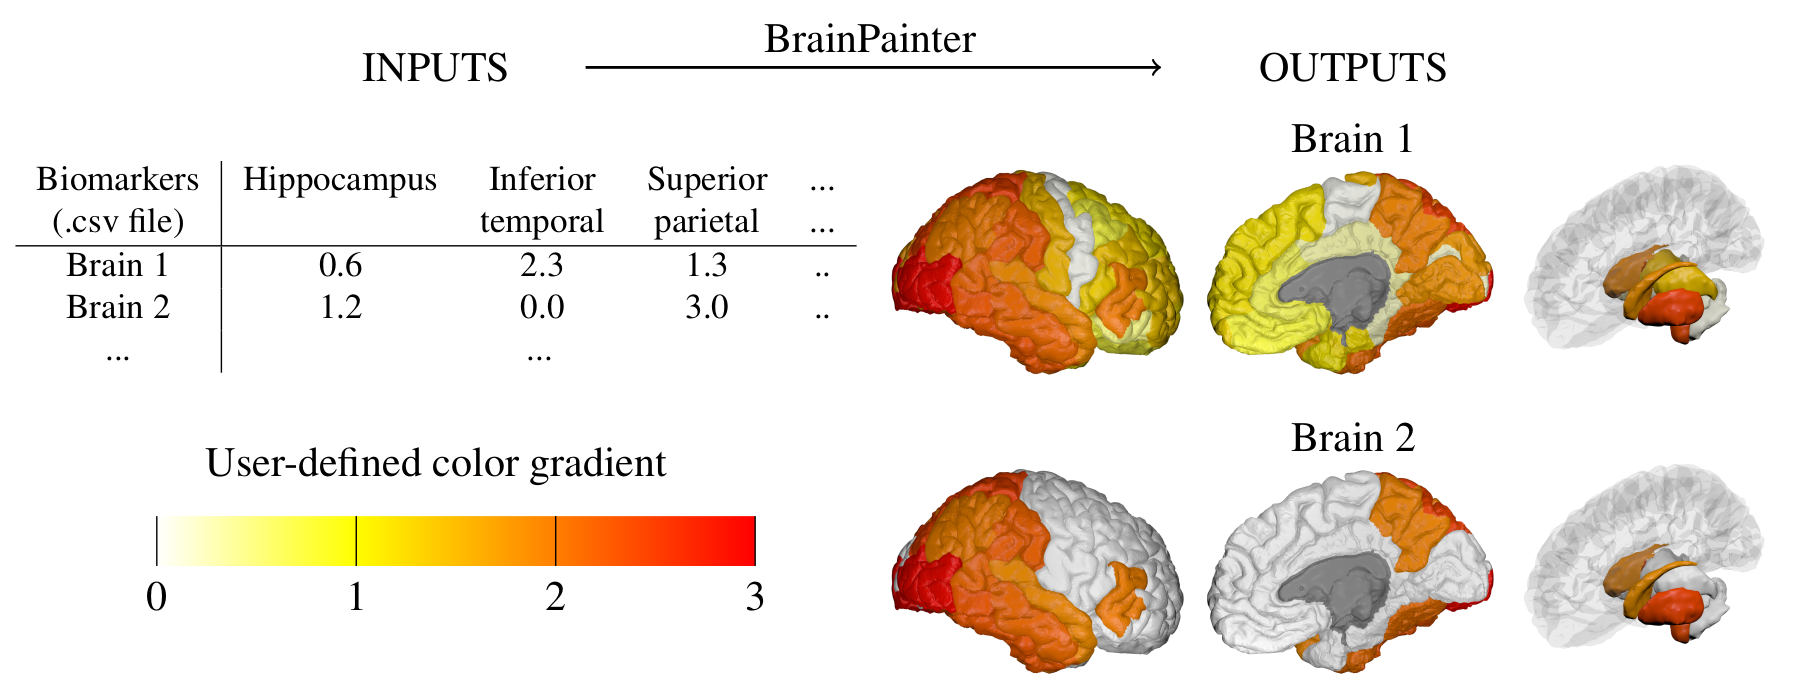 BrainPainter
INPUTS
OUTPUTS
Biomarkers Hippocampus Inferior Superior ...
(.csv file) temporal parietal ...
Brain 1 0.6 2.3 1.3 ..
Brain 2 1.2 0.0 3.0 ..
... ...
User-defined color gradient
0 1 2 3
Brain 1
Brain 2